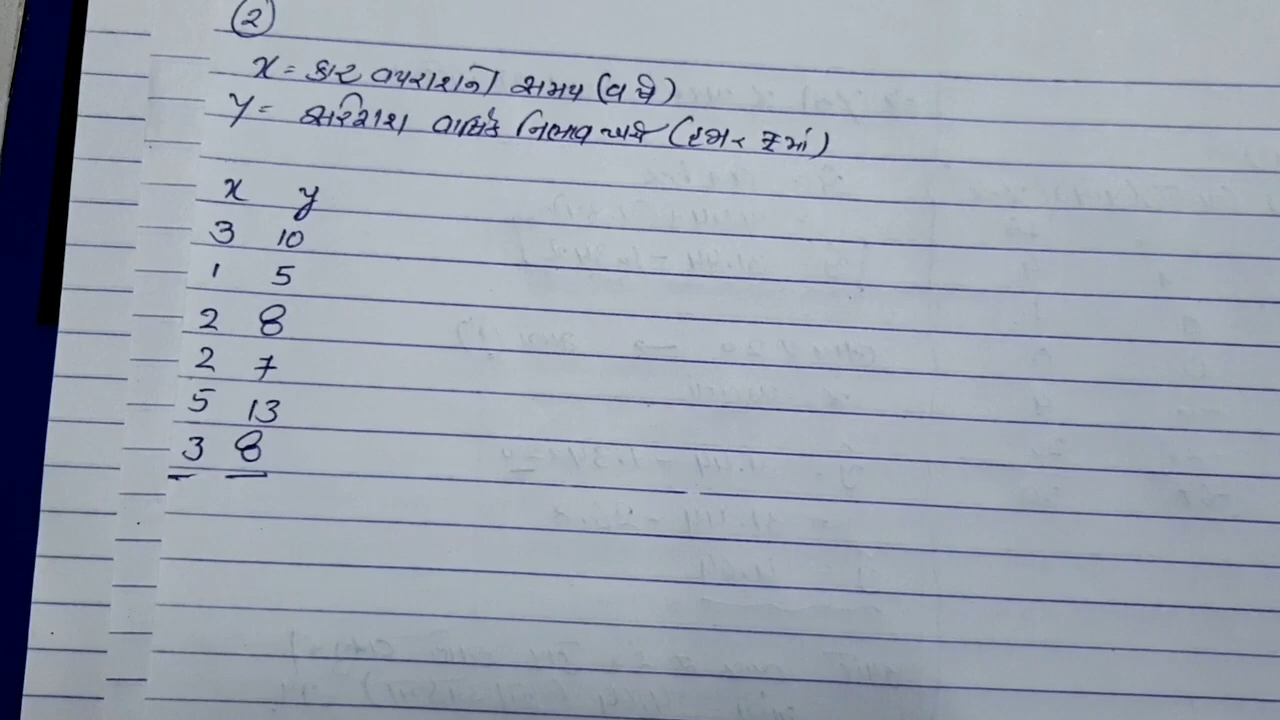 ②
x = કાર વપરાશનો સમય (વર્ષ)
y = સરેરાશ વાર્ષિક નિભાવ ખર્ચ (હજાર રૂ માં)
x y
3 10
1 5
2 8
2 7
5 13
3 8